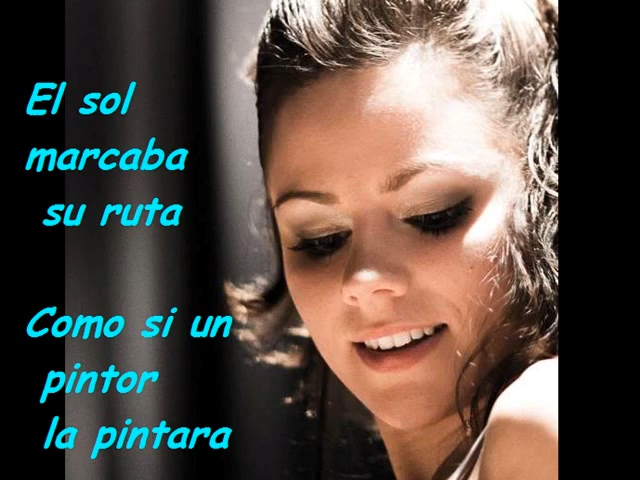 El sol
marcaba
su ruta
Como si un
pintor
la pintara